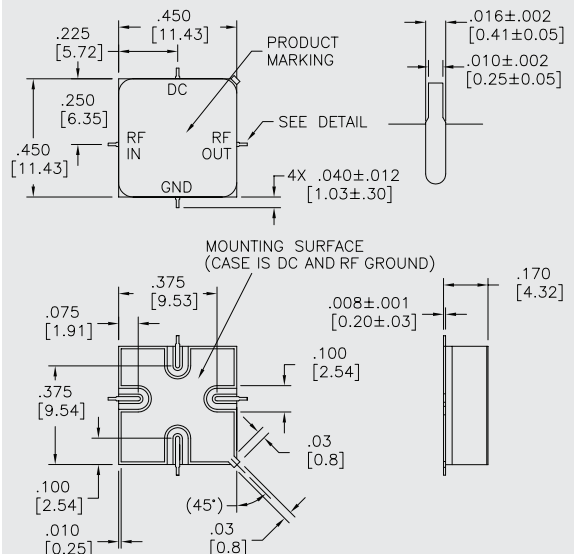 .450
[11.43]
.225
[5.72]
PRODUCT
MARKING
.016±.002
[0.41±0.05]
.010±.002
[0.25±0.05]
DC
.250
[6.35]
RF
IN
RF
OUT
SEE DETAIL
.450
[11.43]
GND
4X .040±.012
[1.03±.30]
MOUNTING SURFACE
(CASE IS DC AND RF GROUND)
.375
[9.53]
.170
[4.32]
.075
[1.91]
.008±.001
[0.20±.03]
.100
[2.54]
.375
[9.54]
.03
[0.8]
.100
[2.54]
(45°)
.010
[0.25]
.03
[0.8]